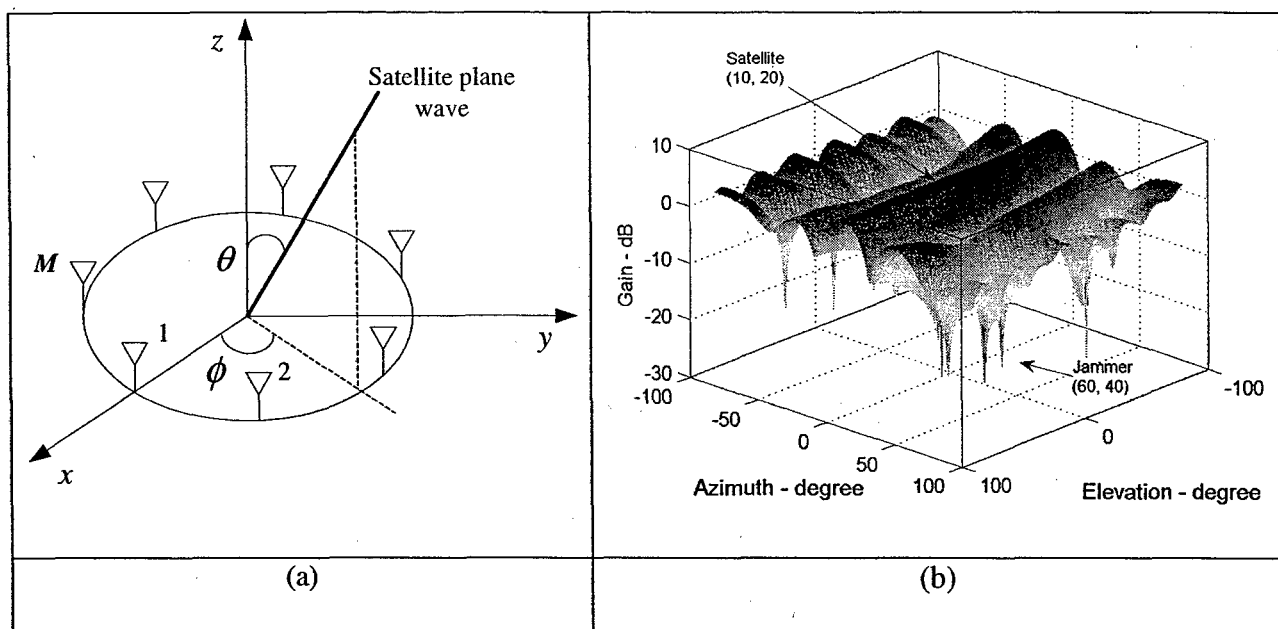 z
Satellite plane
wave
M
θ
1
y
ϕ
2
x
(a)
Satellite
(10, 20)
10
0
-10
-20
-30
Gain - dB
-100
-50
0
50
100
Azimuth - degree
100
0
-100
Elevation - degree
Jammer
(60, 40)
(b)